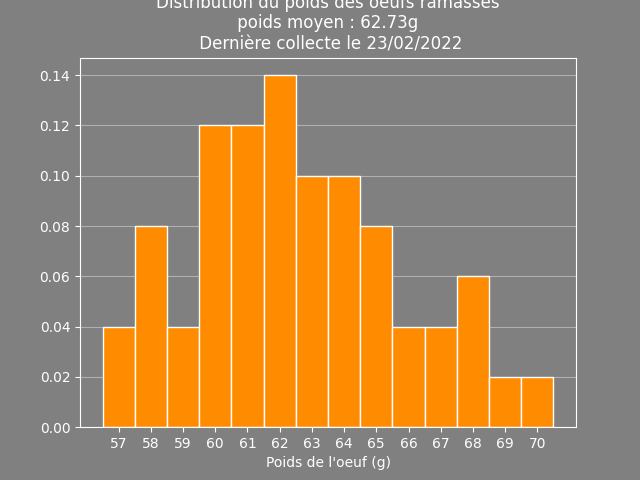 Distribution du poids des oeufs ramassés
poids moyen : 62.73g
Dernière collecte le 23/02/2022
0.14
0.12
0.10
0.08
0.06
0.04
0.02
0.00
57 58 59 60 61 62 63 64 65 66 67 68 69 70
Poids de l'oeuf (g)